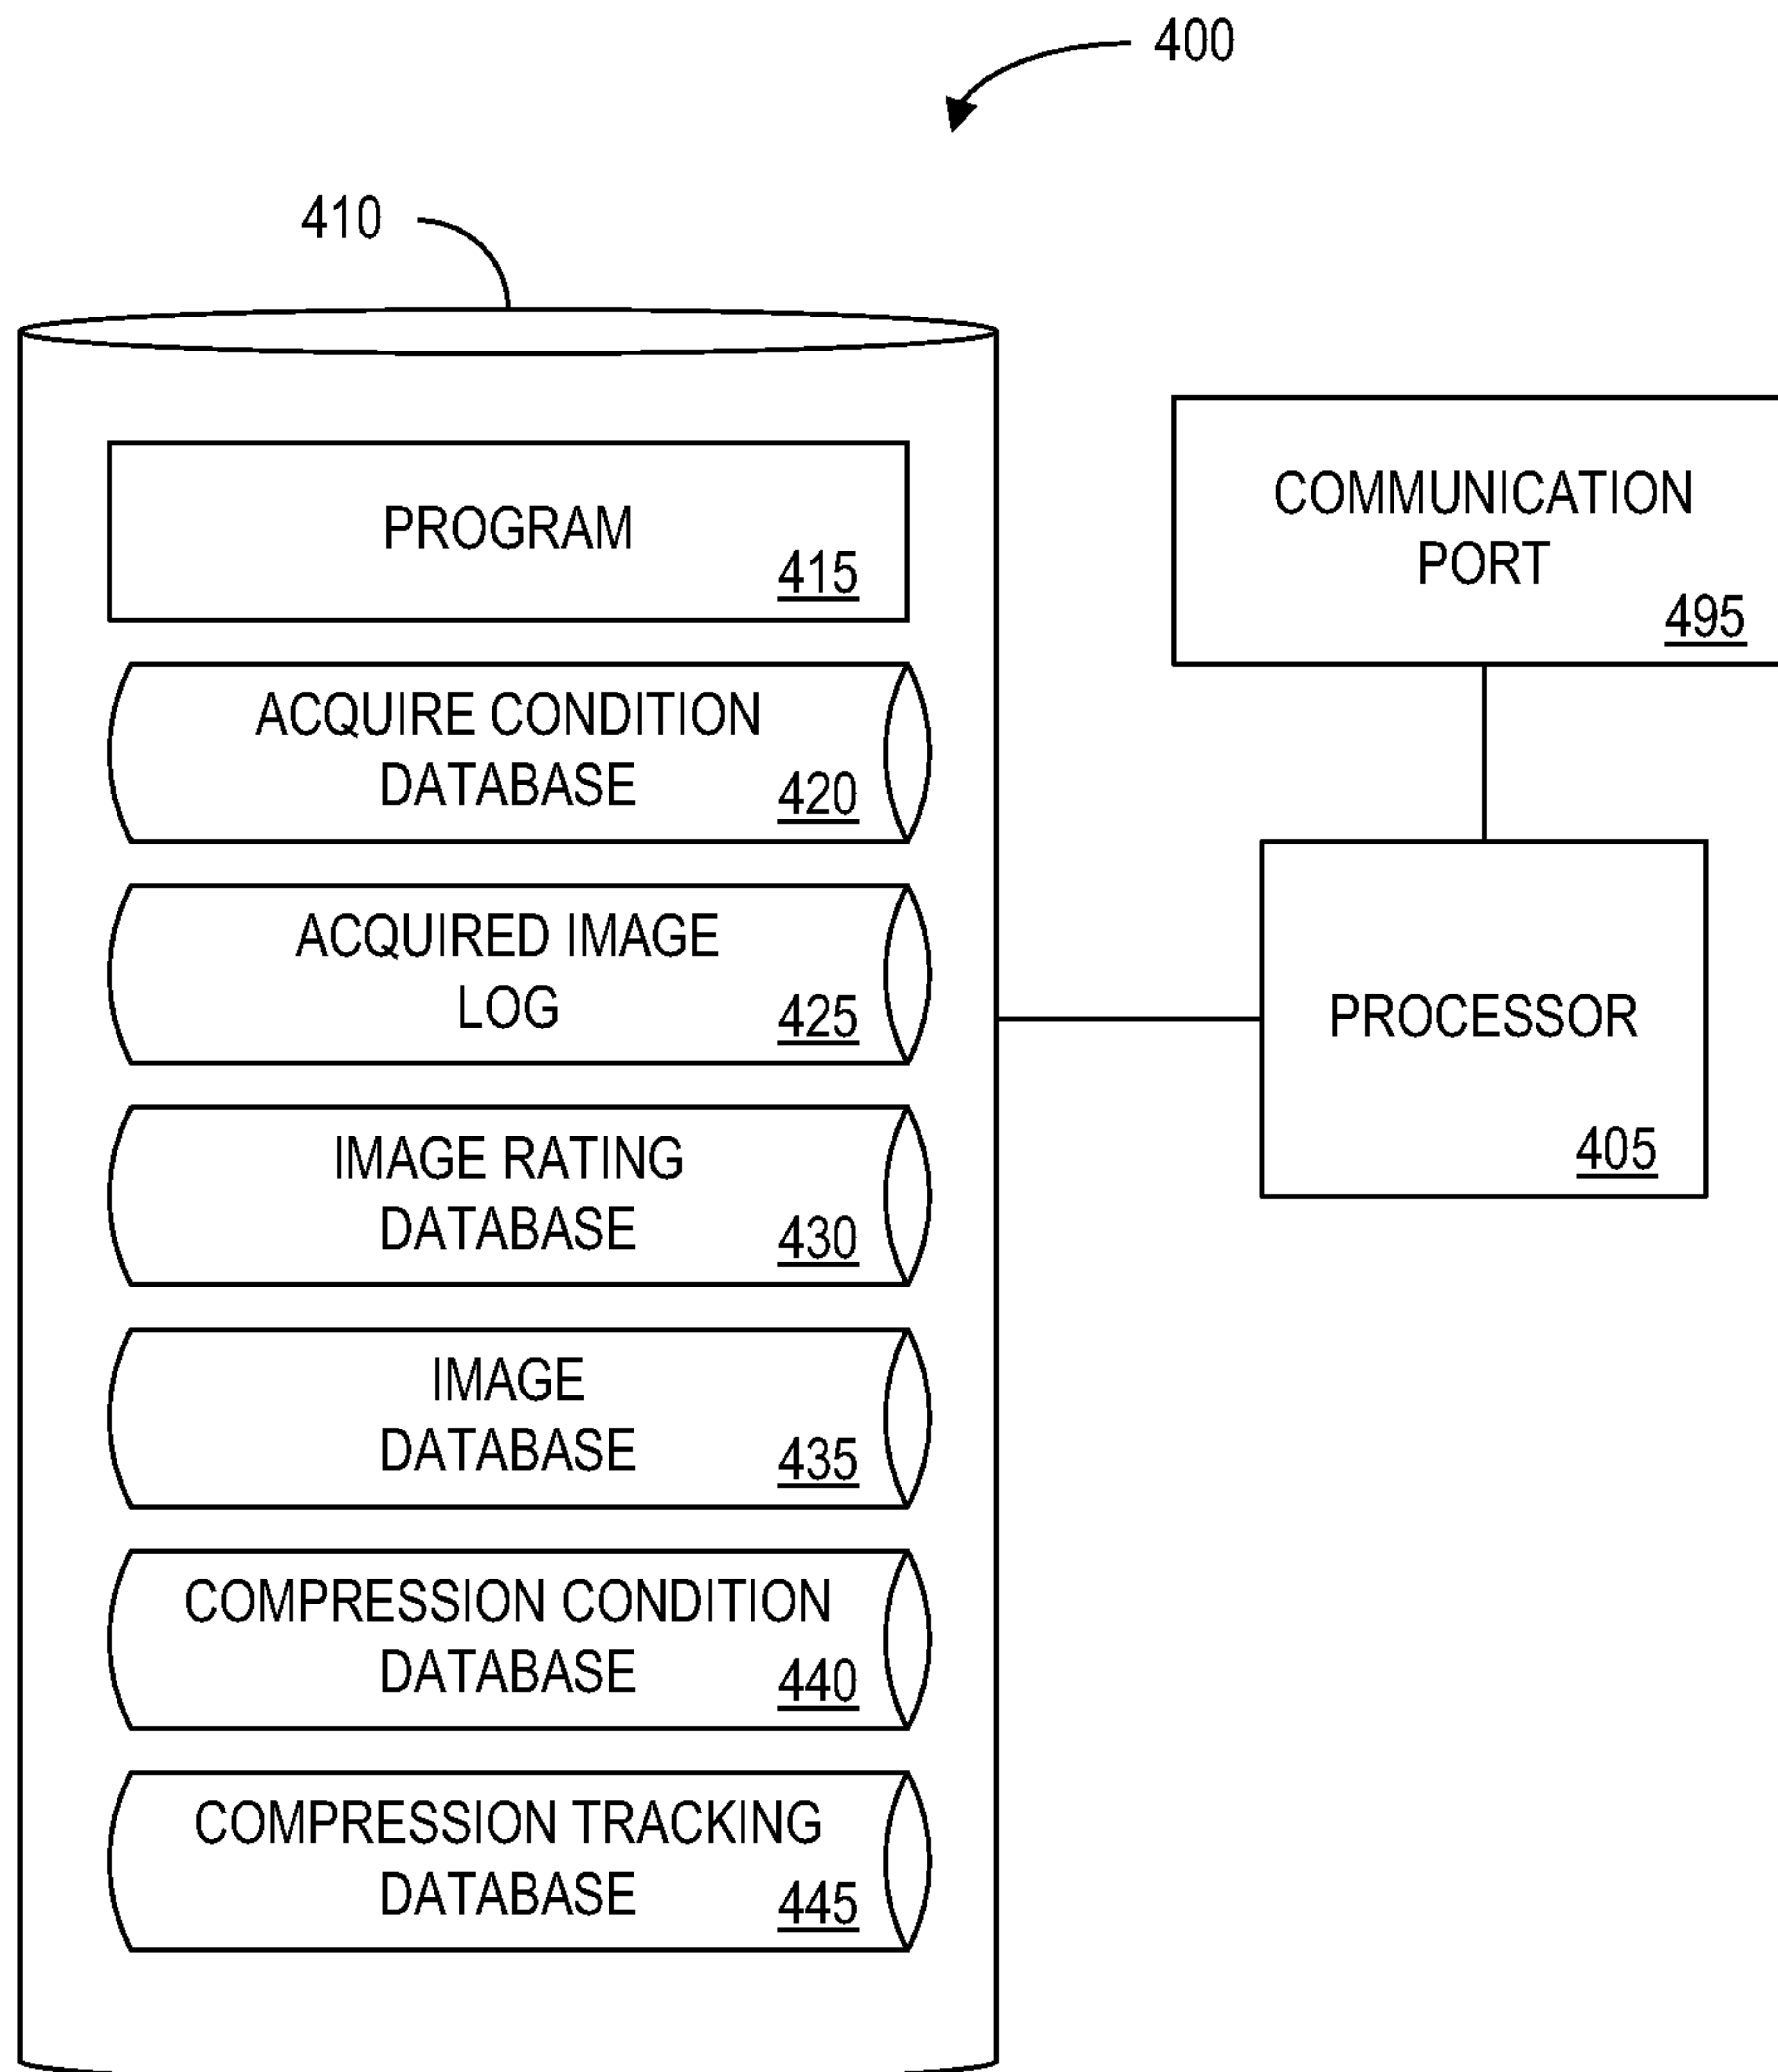 400
410
PROGRAM
415
ACQUIRE CONDITION
DATABASE
420
ACQUIRED IMAGE
LOG
425
IMAGE RATING
DATABASE
430
IMAGE
DATABASE
435
COMPRESSION CONDITION
DATABASE
440
COMPRESSION TRACKING
DATABASE
445
COMMUNICATION
PORT
495
PROCESSOR
405